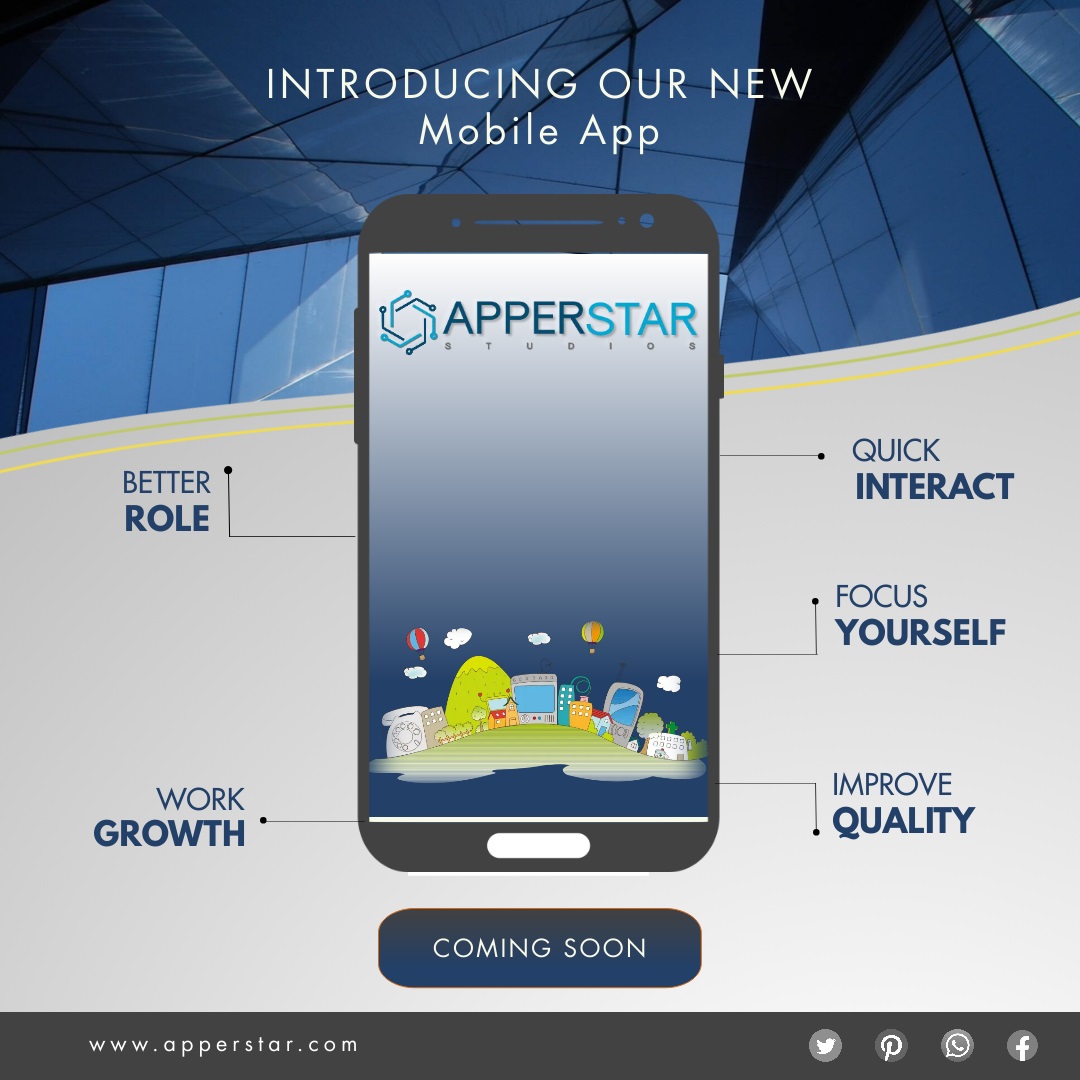 INTRODUCING OUR NEW
Mobile App
APPERSTAR
STUDIOS
BETTER
ROLE
QUICK
INTERACT
FOCUS
YOURSELF
WORK
GROWTH
IMPROVE
QUALITY
COMING SOON
www.apperstar.com